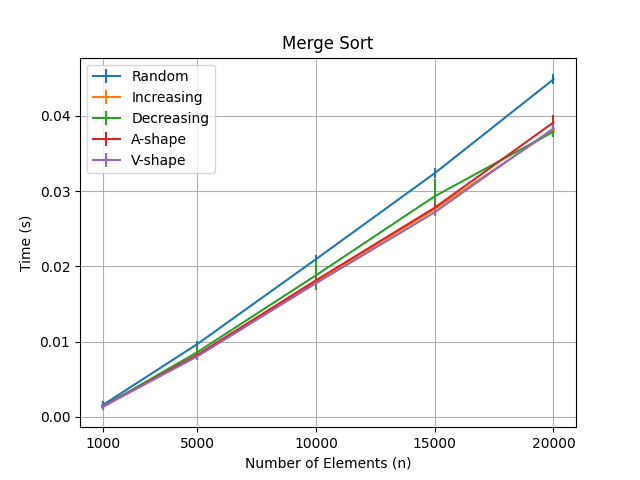 Merge Sort
Random
Increasing
Decreasing
A-shape
V-shape
0.04
0.03
0.02
0.01
0.00
Time (s)
1000 5000 10000 15000 20000
Number of Elements (n)